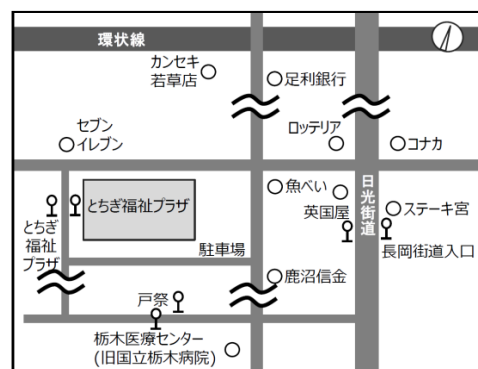 環状線
カンセキ
若草店
足利銀行
セブン
イレブン
ロッテリア
コナカ
とちぎ福祉プラザ
魚べい
英国屋
日光街道
ステーキ宮
とちぎ
福祉
プラザ
駐車場
長岡街道入口
鹿沼信金
戸祭
栃木医療センター
(旧国立栃木病院)